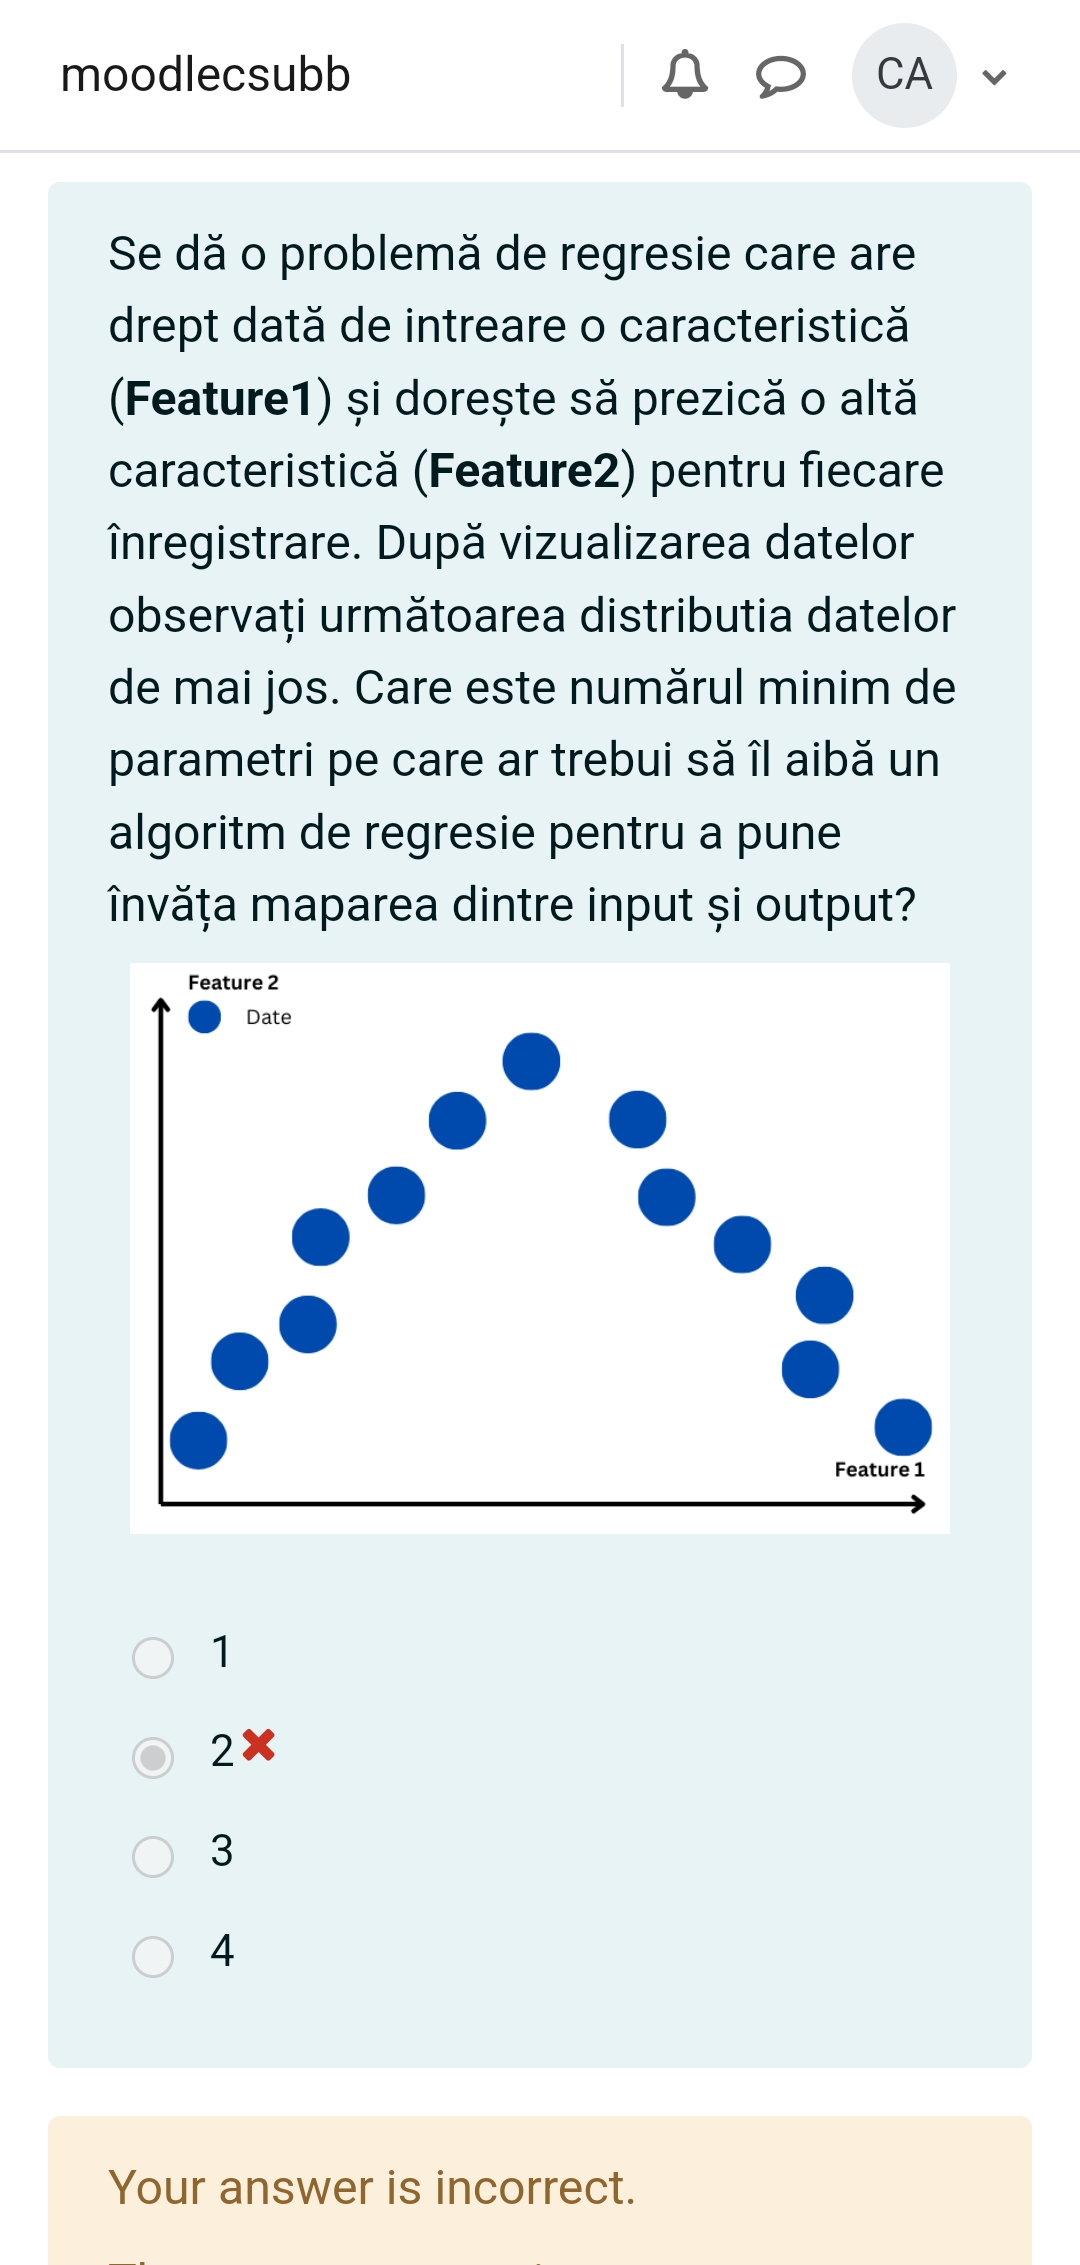 moodlecsubb
CA
Se dă o problemă de regresie care are
drept dată de intreare o caracteristică
(Feature1) și dorește să prezică o altă
caracteristică (Feature2) pentru fiecare
înregistrare. După vizualizarea datelor
observați următoarea distributia datelor
de mai jos. Care este numărul minim de
parametri pe care ar trebui să îl aibă un
algoritm de regresie pentru a pune
învăța maparea dintre input și output?
Feature 2
Date
Feature 1
1
2
3
4
Your answer is incorrect.